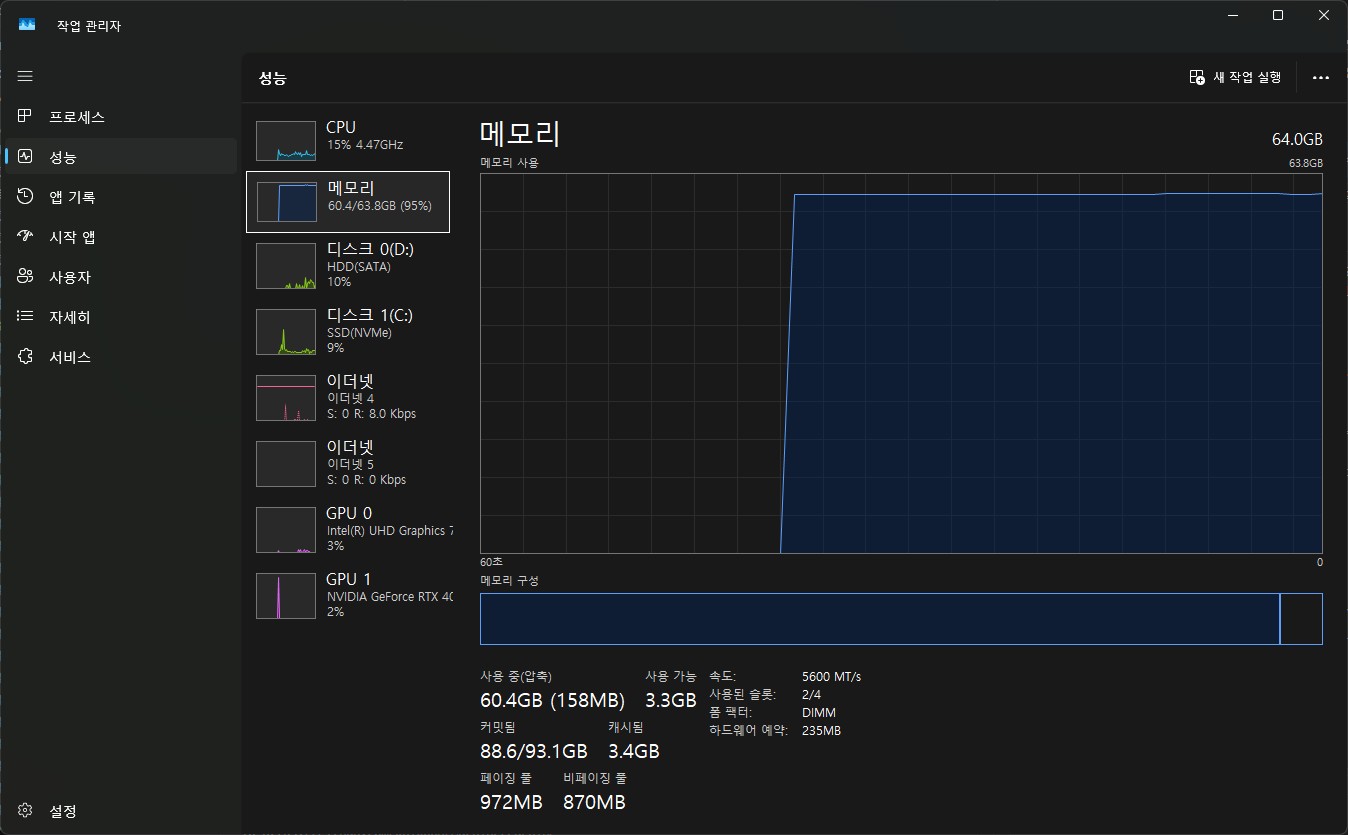 작업 관리자
프로세스
성능
앱 기록
시작 앱
사용자
자세히
서비스
설정
성능
새 작업 실행
CPU
15% 4.47GHz
메모리
60.4/63.8GB (95%)
디스크 0(D:)
HDD(SATA)
10%
디스크 1(C:)
SSD(NVMe)
9%
이더넷
이더넷 4
S: 0 R: 8.0 Kbps
이더넷
이더넷 5
S: 0 R: 0 Kbps
GPU 0
Intel(R) UHD Graphics 7
3%
GPU 1
NVIDIA GeForce RTX 40
2%
메모리 64.0GB
메모리 사용 63.8GB
60초 0
메모리 구성
사용 중(압축) 사용 가능
60.4GB (158MB) 3.3GB
커밋됨 캐시됨
88.6/93.1GB 3.4GB
페이징 풀 비페이징 풀
972MB 870MB
속도: 5600 MT/s
사용된 슬롯: 2/4
폼 팩터: DIMM
하드웨어 예약: 235MB